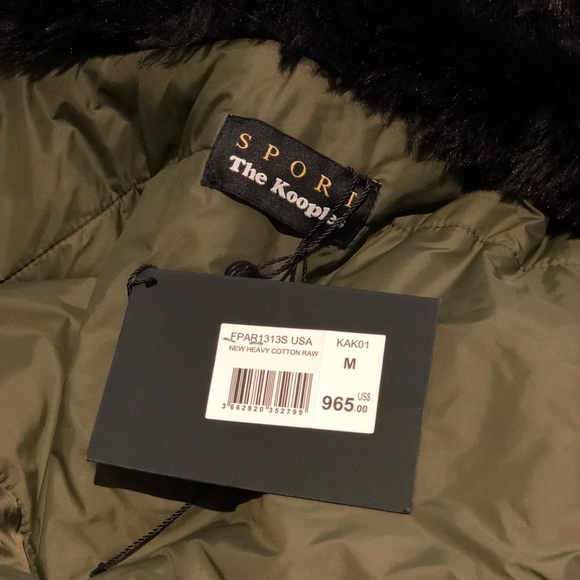 SPORT
The Kooples
FPAR1313S USA
NEW HEAVY COTTON RAW
3 662820 352799
KAK01
M
965.00 US$